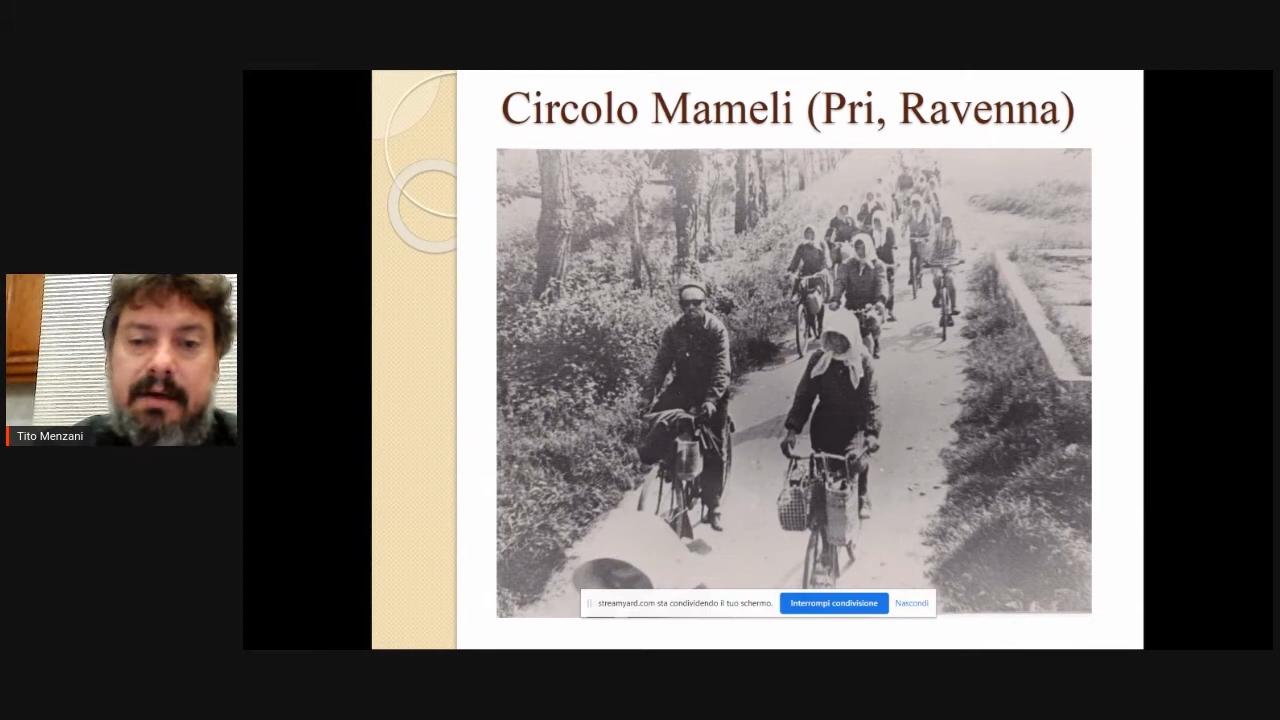 Circolo Mameli (Pri, Ravenna)
Tito Menzani
streamyard.com sta condividendo il tuo schermo. Interrompi condivisione Nascondi